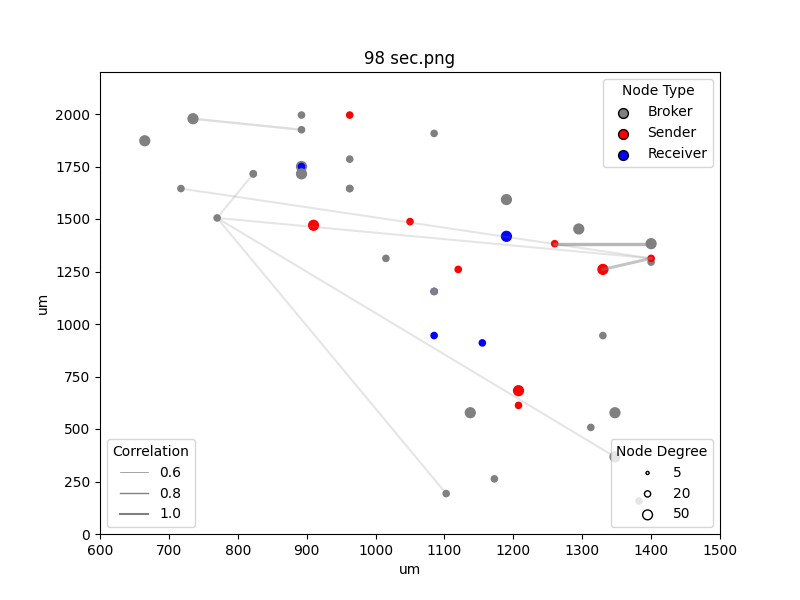 98 sec.png
Node Type
Broker
Sender
Receiver
2000
1750
1500
1250
1000
750
500
250
0
um
Correlation
0.6
0.8
1.0
Node Degree
5
20
50
600 700 800 900 1000 1100 1200 1300 1400 1500
um